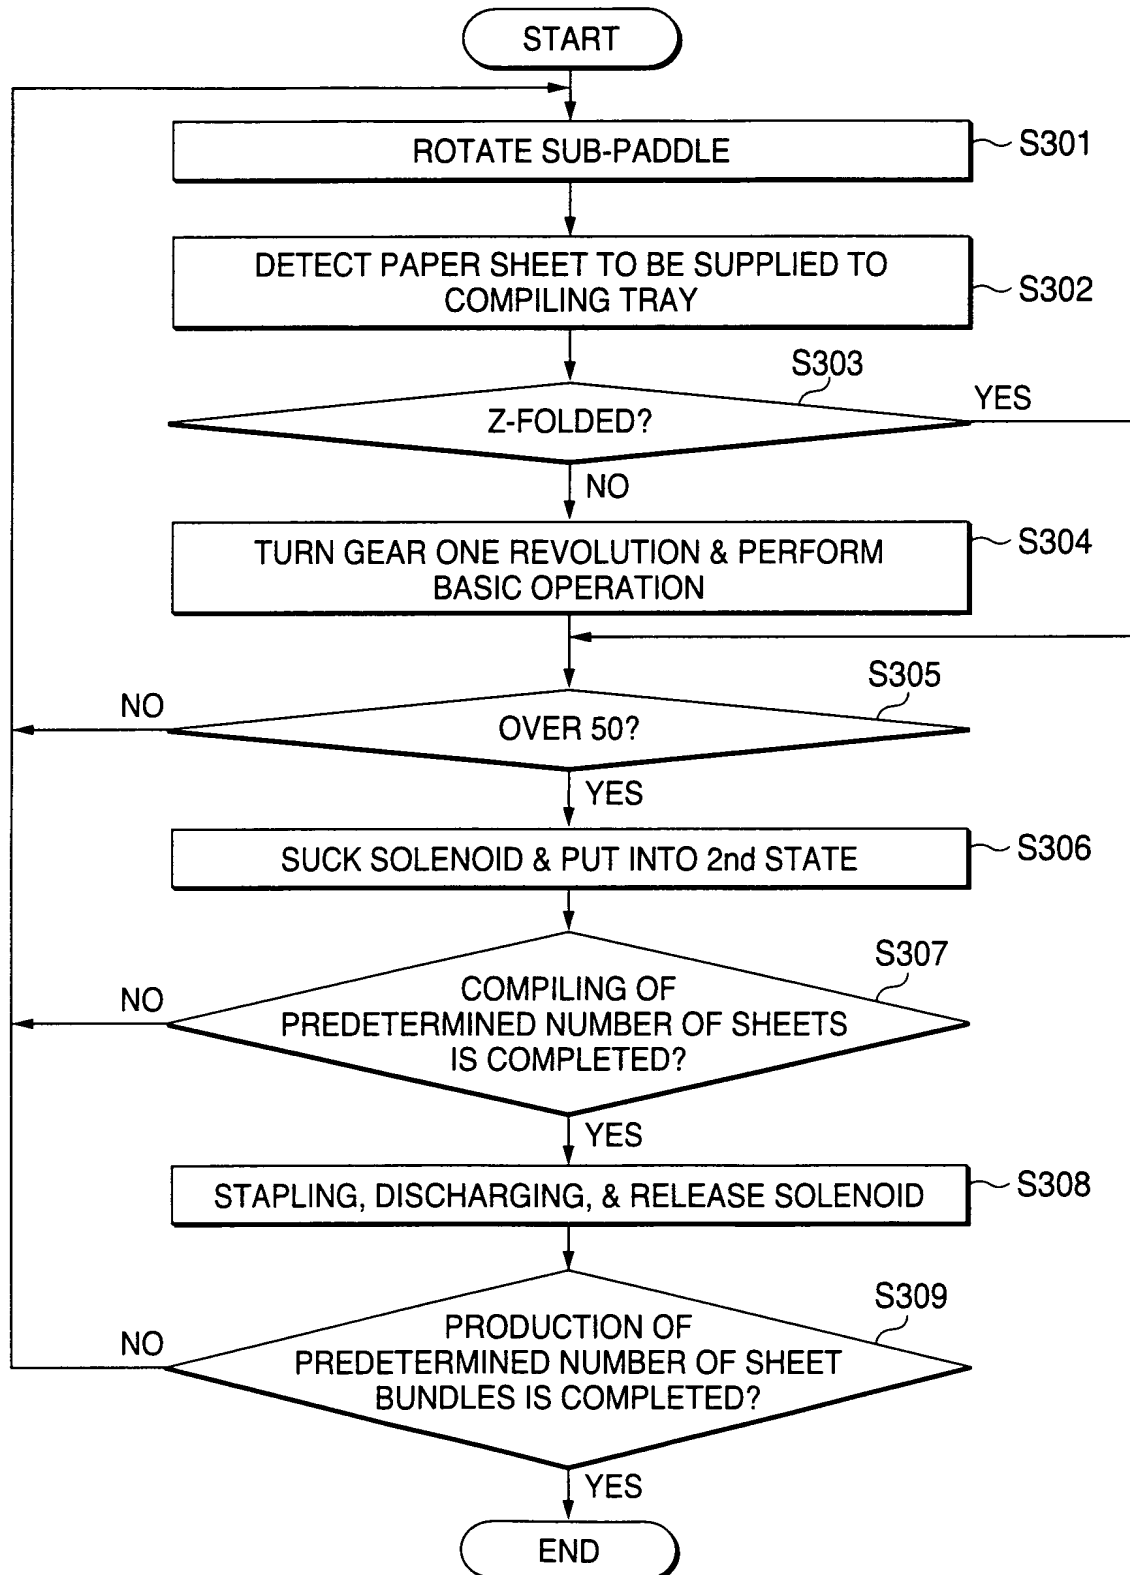 START
ROTATE SUB-PADDLE
S301
DETECT PAPER SHEET TO BE SUPPLIED TO
COMPILING TRAY
S302
S303
Z-FOLDED?
YES
NO
TURN GEAR ONE REVOLUTION & PERFORM
BASIC OPERATION
S304
S305
NO
OVER 50?
YES
SUCK SOLENOID & PUT INTO 2nd STATE
S306
S307
NO
COMPILING OF
PREDETERMINED NUMBER OF SHEETS
IS COMPLETED?
YES
STAPLING, DISCHARGING, & RELEASE SOLENOID
S308
S309
NO
PRODUCTION OF
PREDETERMINED NUMBER OF SHEET
BUNDLES IS COMPLETED?
YES
END